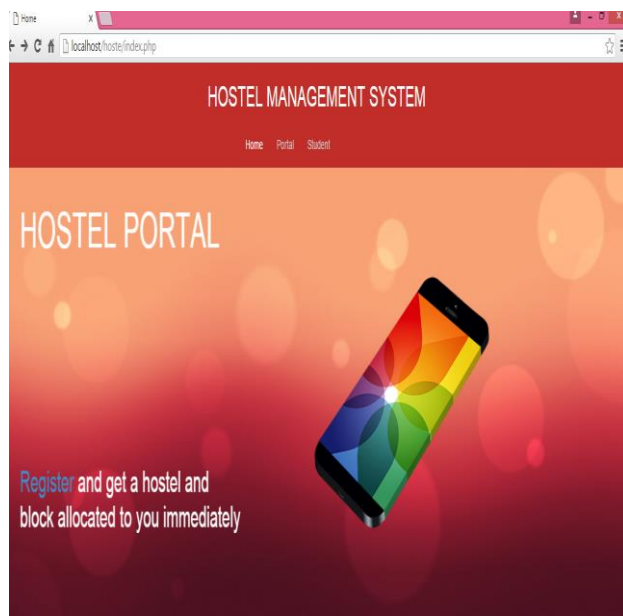 Home
localhost/hoste/index.php
HOSTEL MANAGEMENT SYSTEM
Home Portal Student
HOSTEL PORTAL
Register and get a hostel and
block allocated to you immediately